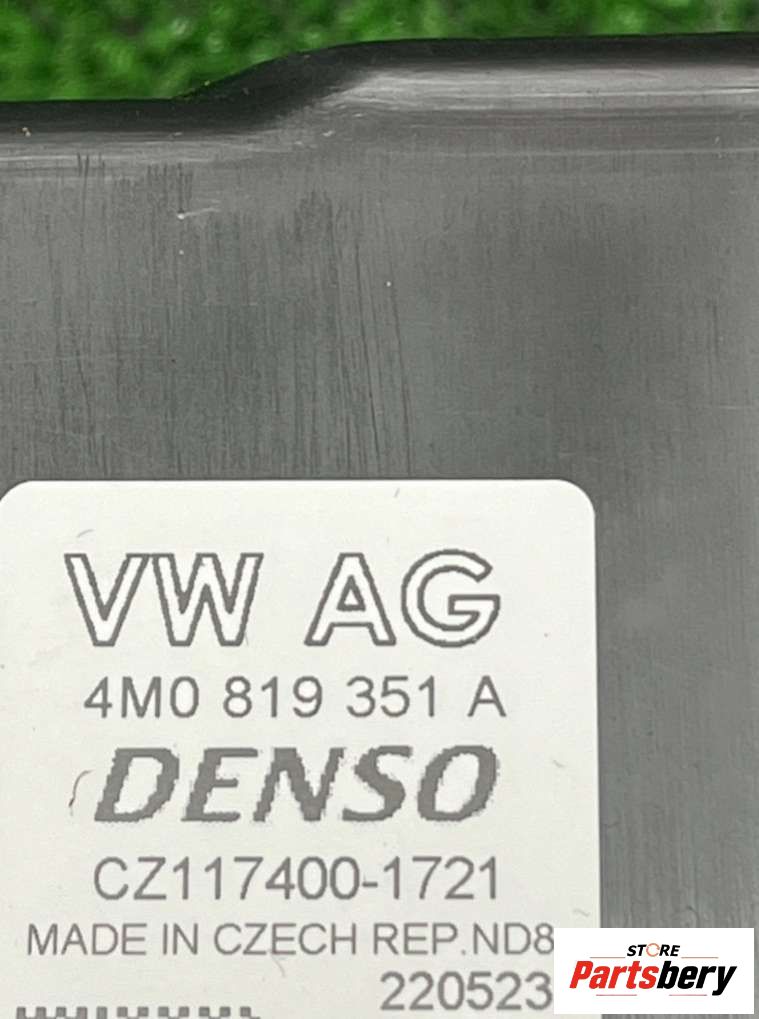 VW AG
4M0 819 351 A
DENSO
CZ117400-1721
MADE IN CZECH REP.ND8
220523
STORE
Partsbery